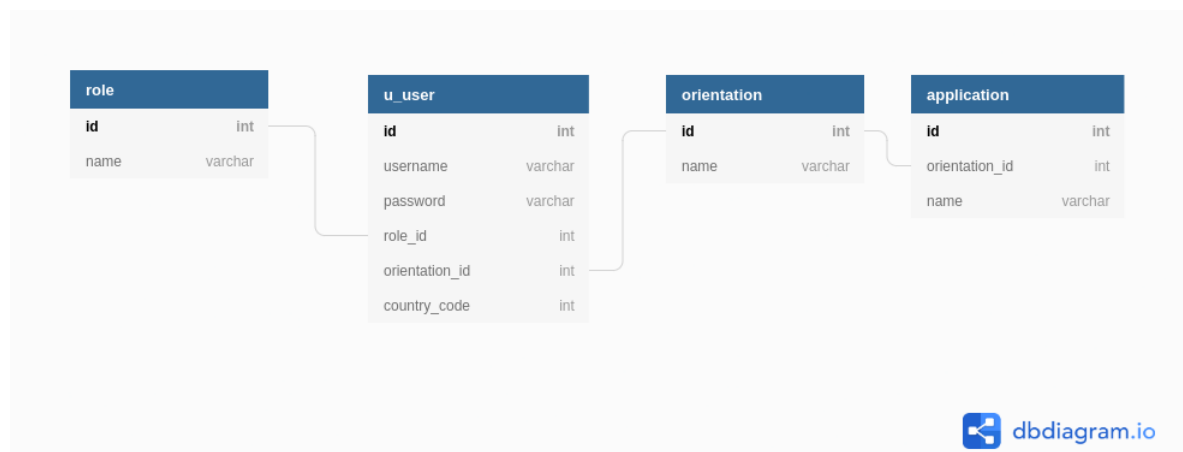 role
id int
name varchar
u_user
id int
username varchar
password varchar
role_id int
orientation_id int
country_code int
orientation
id int
name varchar
application
id int
orientation_id int
name varchar
dbdiagram.io